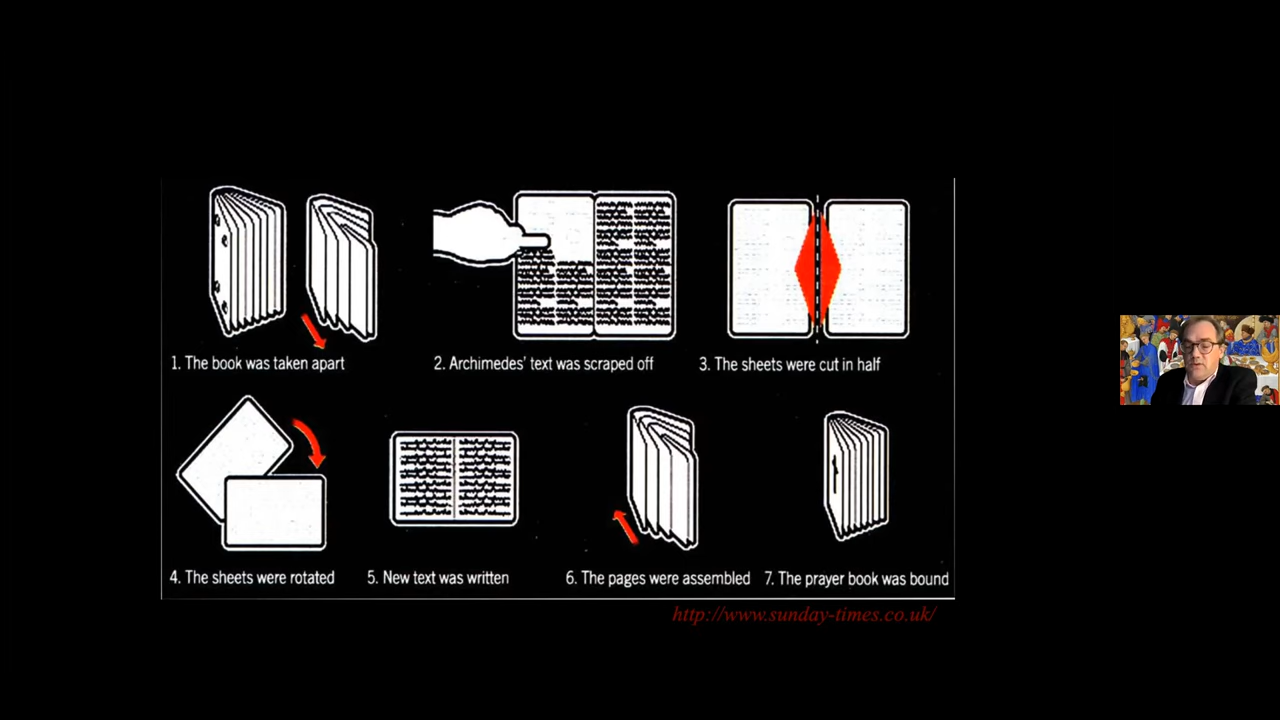 1. The book was taken apart
2. Archimedes' text was scraped off
3. The sheets were cut in half
4. The sheets were rotated
5. New text was written
6. The pages were assembled
7. The prayer book was bound
http://www.sunday-times.co.uk/